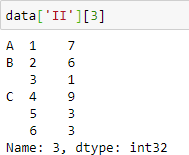 data['II'][3]
A  1    7
B  2    6
   3    1
C  4    9
   5    3
   6    3
Name: 3, dtype: int32